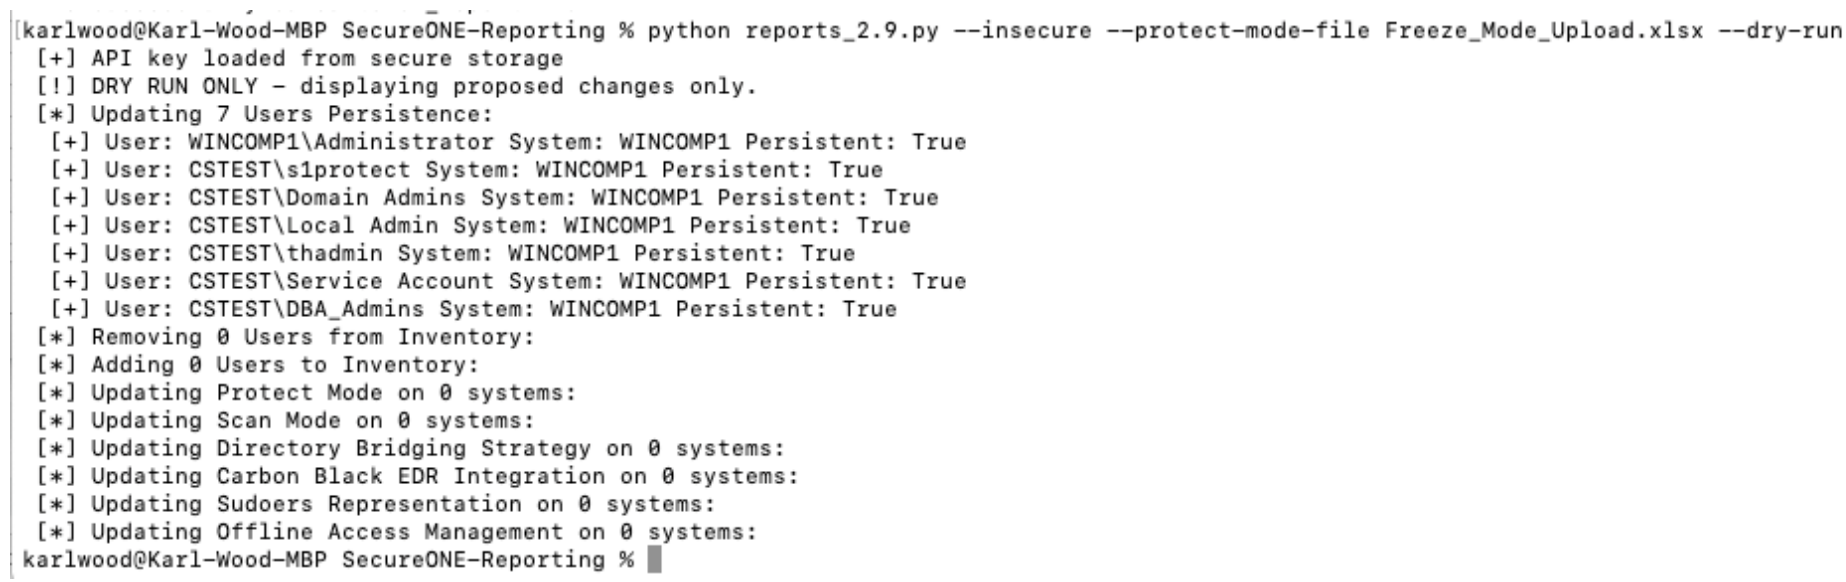 [karlwood@Karl-Wood-MBP SecureONE-Reporting % python reports_2.9.py --insecure --protect-mode-file Freeze_Mode_Upload.xlsx --dry-run
[+] API key loaded from secure storage
[!] DRY RUN ONLY – displaying proposed changes only.
[*] Updating 7 Users Persistence:
[+] User: WINCOMP1\Administrator System: WINCOMP1 Persistent: True
[+] User: CSTEST\s1protect System: WINCOMP1 Persistent: True
[+] User: CSTEST\Domain Admins System: WINCOMP1 Persistent: True
[+] User: CSTEST\Local Admin System: WINCOMP1 Persistent: True
[+] User: CSTEST\thadmin System: WINCOMP1 Persistent: True
[+] User: CSTEST\Service Account System: WINCOMP1 Persistent: True
[+] User: CSTEST\DBA_Admins System: WINCOMP1 Persistent: True
[*] Removing 0 Users from Inventory:
[*] Adding 0 Users to Inventory:
[*] Updating Protect Mode on 0 systems:
[*] Updating Scan Mode on 0 systems:
[*] Updating Directory Bridging Strategy on 0 systems:
[*] Updating Carbon Black EDR Integration on 0 systems:
[*] Updating Sudoers Representation on 0 systems:
[*] Updating Offline Access Management on 0 systems:
karlwood@Karl-Wood-MBP SecureONE-Reporting %